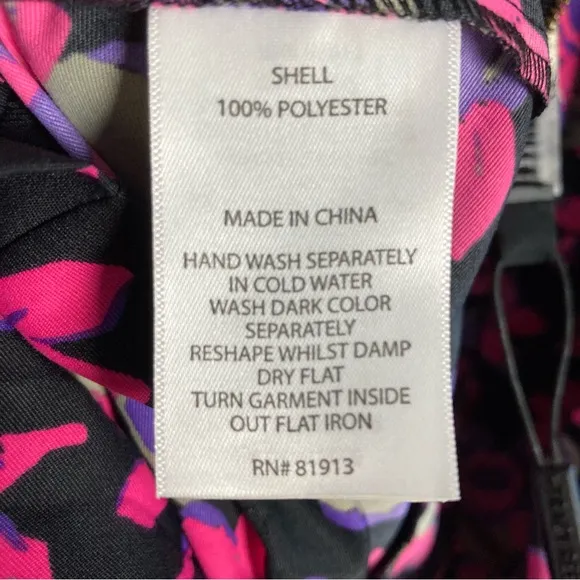 SHELL
100% POLYESTER
MADE IN CHINA
HAND WASH SEPARATELY
IN COLD WATER
WASH DARK COLOR
SEPARATELY
RESHAPE WHILST DAMP
DRY FLAT
TURN GARMENT INSIDE
OUT FLAT IRON
RN# 81913